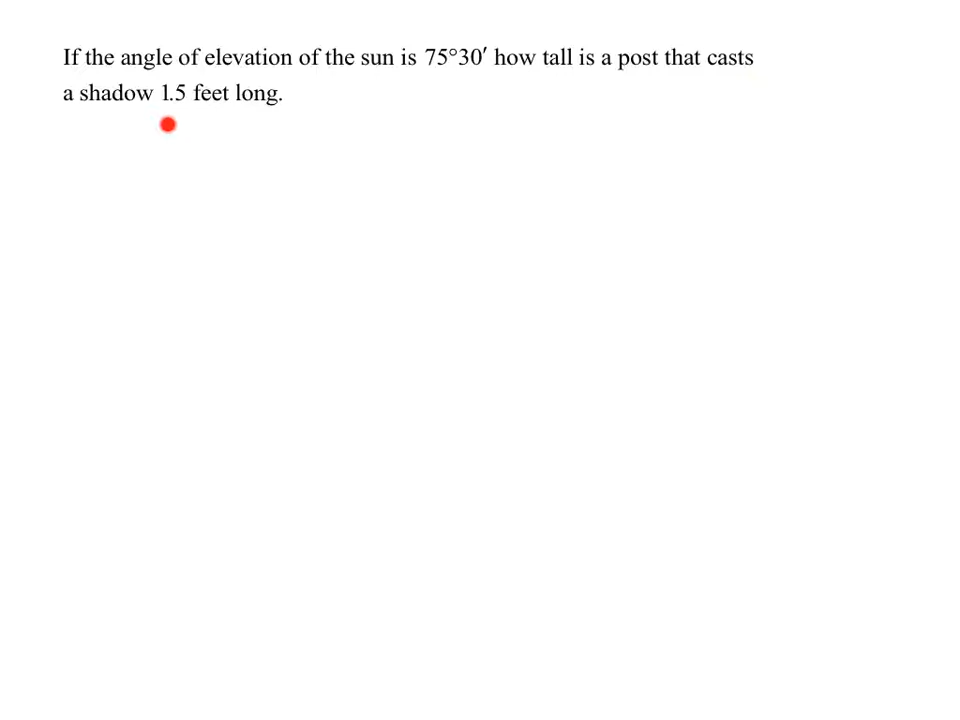 If the angle of elevation of the sun is 75°30′ how tall is a post that casts
a shadow 1.5 feet long.